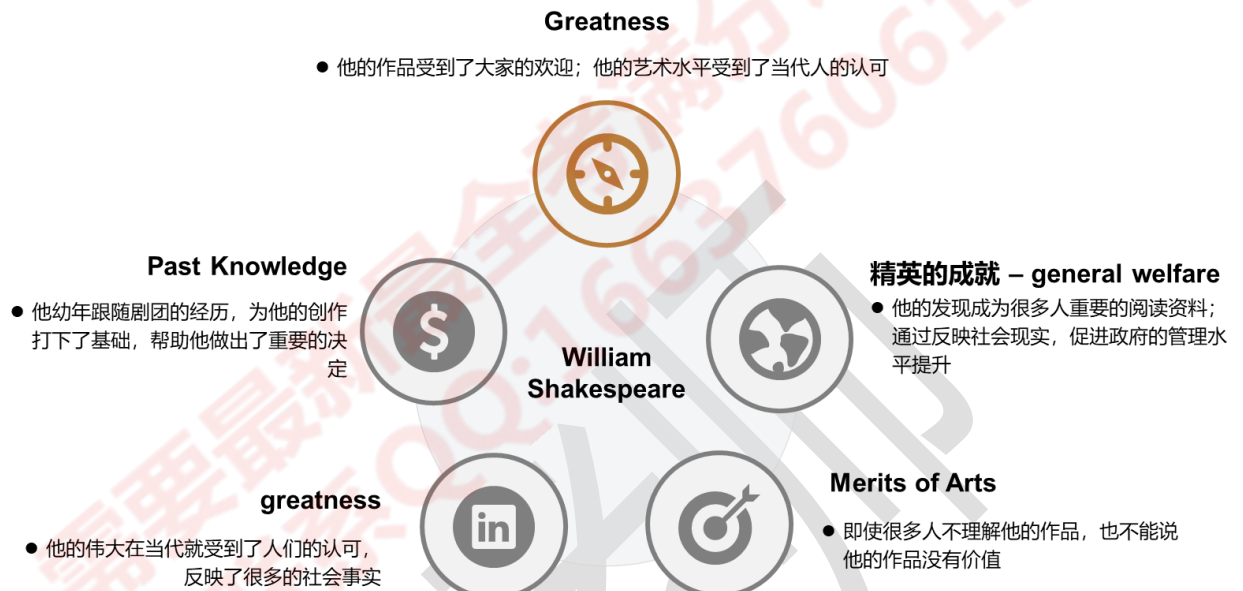 Greatness
● 他的作品受到了大家的欢迎；他的艺术水平受到了当代人的认可
Past Knowledge
● 他幼年跟随剧团的经历，为他的创作
打下了基础，帮助他做出了重要的决
定
精英的成就 – general welfare
● 他的发现成为很多人重要的阅读资料；
通过反映社会现实，促进政府的管理水
平提升
William
Shakespeare
greatness
● 他的伟大在当代就受到了人们的认可，
反映了很多的社会事实
in
Merits of Arts
● 即使很多人不理解他的作品，也不能说
他的作品没有价值
$